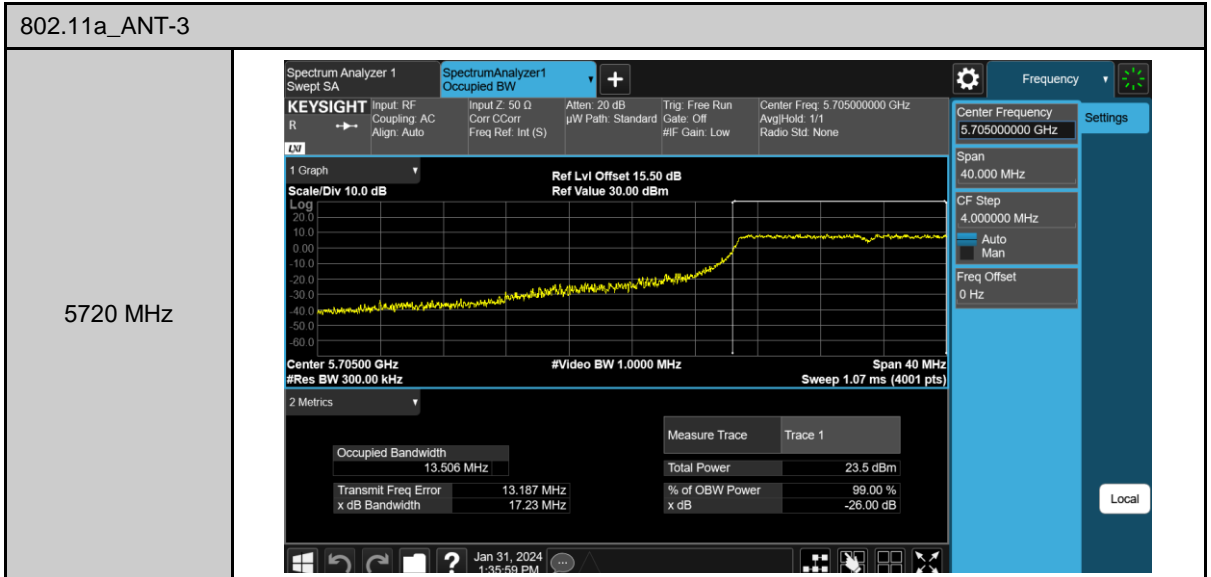 802.11a_ANT-3
5720 MHz
Spectrum Analyzer 1
Swept SA
SpectrumAnalyzer1
Occupied BW
Frequency
KEYSIGHT
R
LXI
Input: RF
Coupling: AC
Align: Auto
Input Z: 50 Ω
Corr CCorr
Freq Ref: Int (S)
Atten: 20 dB
µW Path: Standard
Trig: Free Run
Gate: Off
#IF Gain: Low
Center Freq: 5.705000000 GHz
Avg|Hold: 1/1
Radio Std: None
Center Frequency
5.705000000 GHz
Settings
Span
40.000 MHz
CF Step
4.000000 MHz
Auto
Man
Freq Offset
0 Hz
Local
1 Graph
Scale/Div 10.0 dB
Ref Lvl Offset 15.50 dB
Ref Value 30.00 dBm
Log
20.0
10.0
0.00
-10.0
-20.0
-30.0
-40.0
-50.0
-60.0
Center 5.70500 GHz
#Res BW 300.00 kHz
#Video BW 1.0000 MHz
Span 40 MHz
Sweep 1.07 ms (4001 pts)
2 Metrics
Measure Trace Trace 1
Occupied Bandwidth
13.506 MHz
Total Power 23.5 dBm
Transmit Freq Error 13.187 MHz
% of OBW Power 99.00 %
x dB Bandwidth 17.23 MHz
x dB -26.00 dB
?
Jan 31, 2024
1:35:59 PM